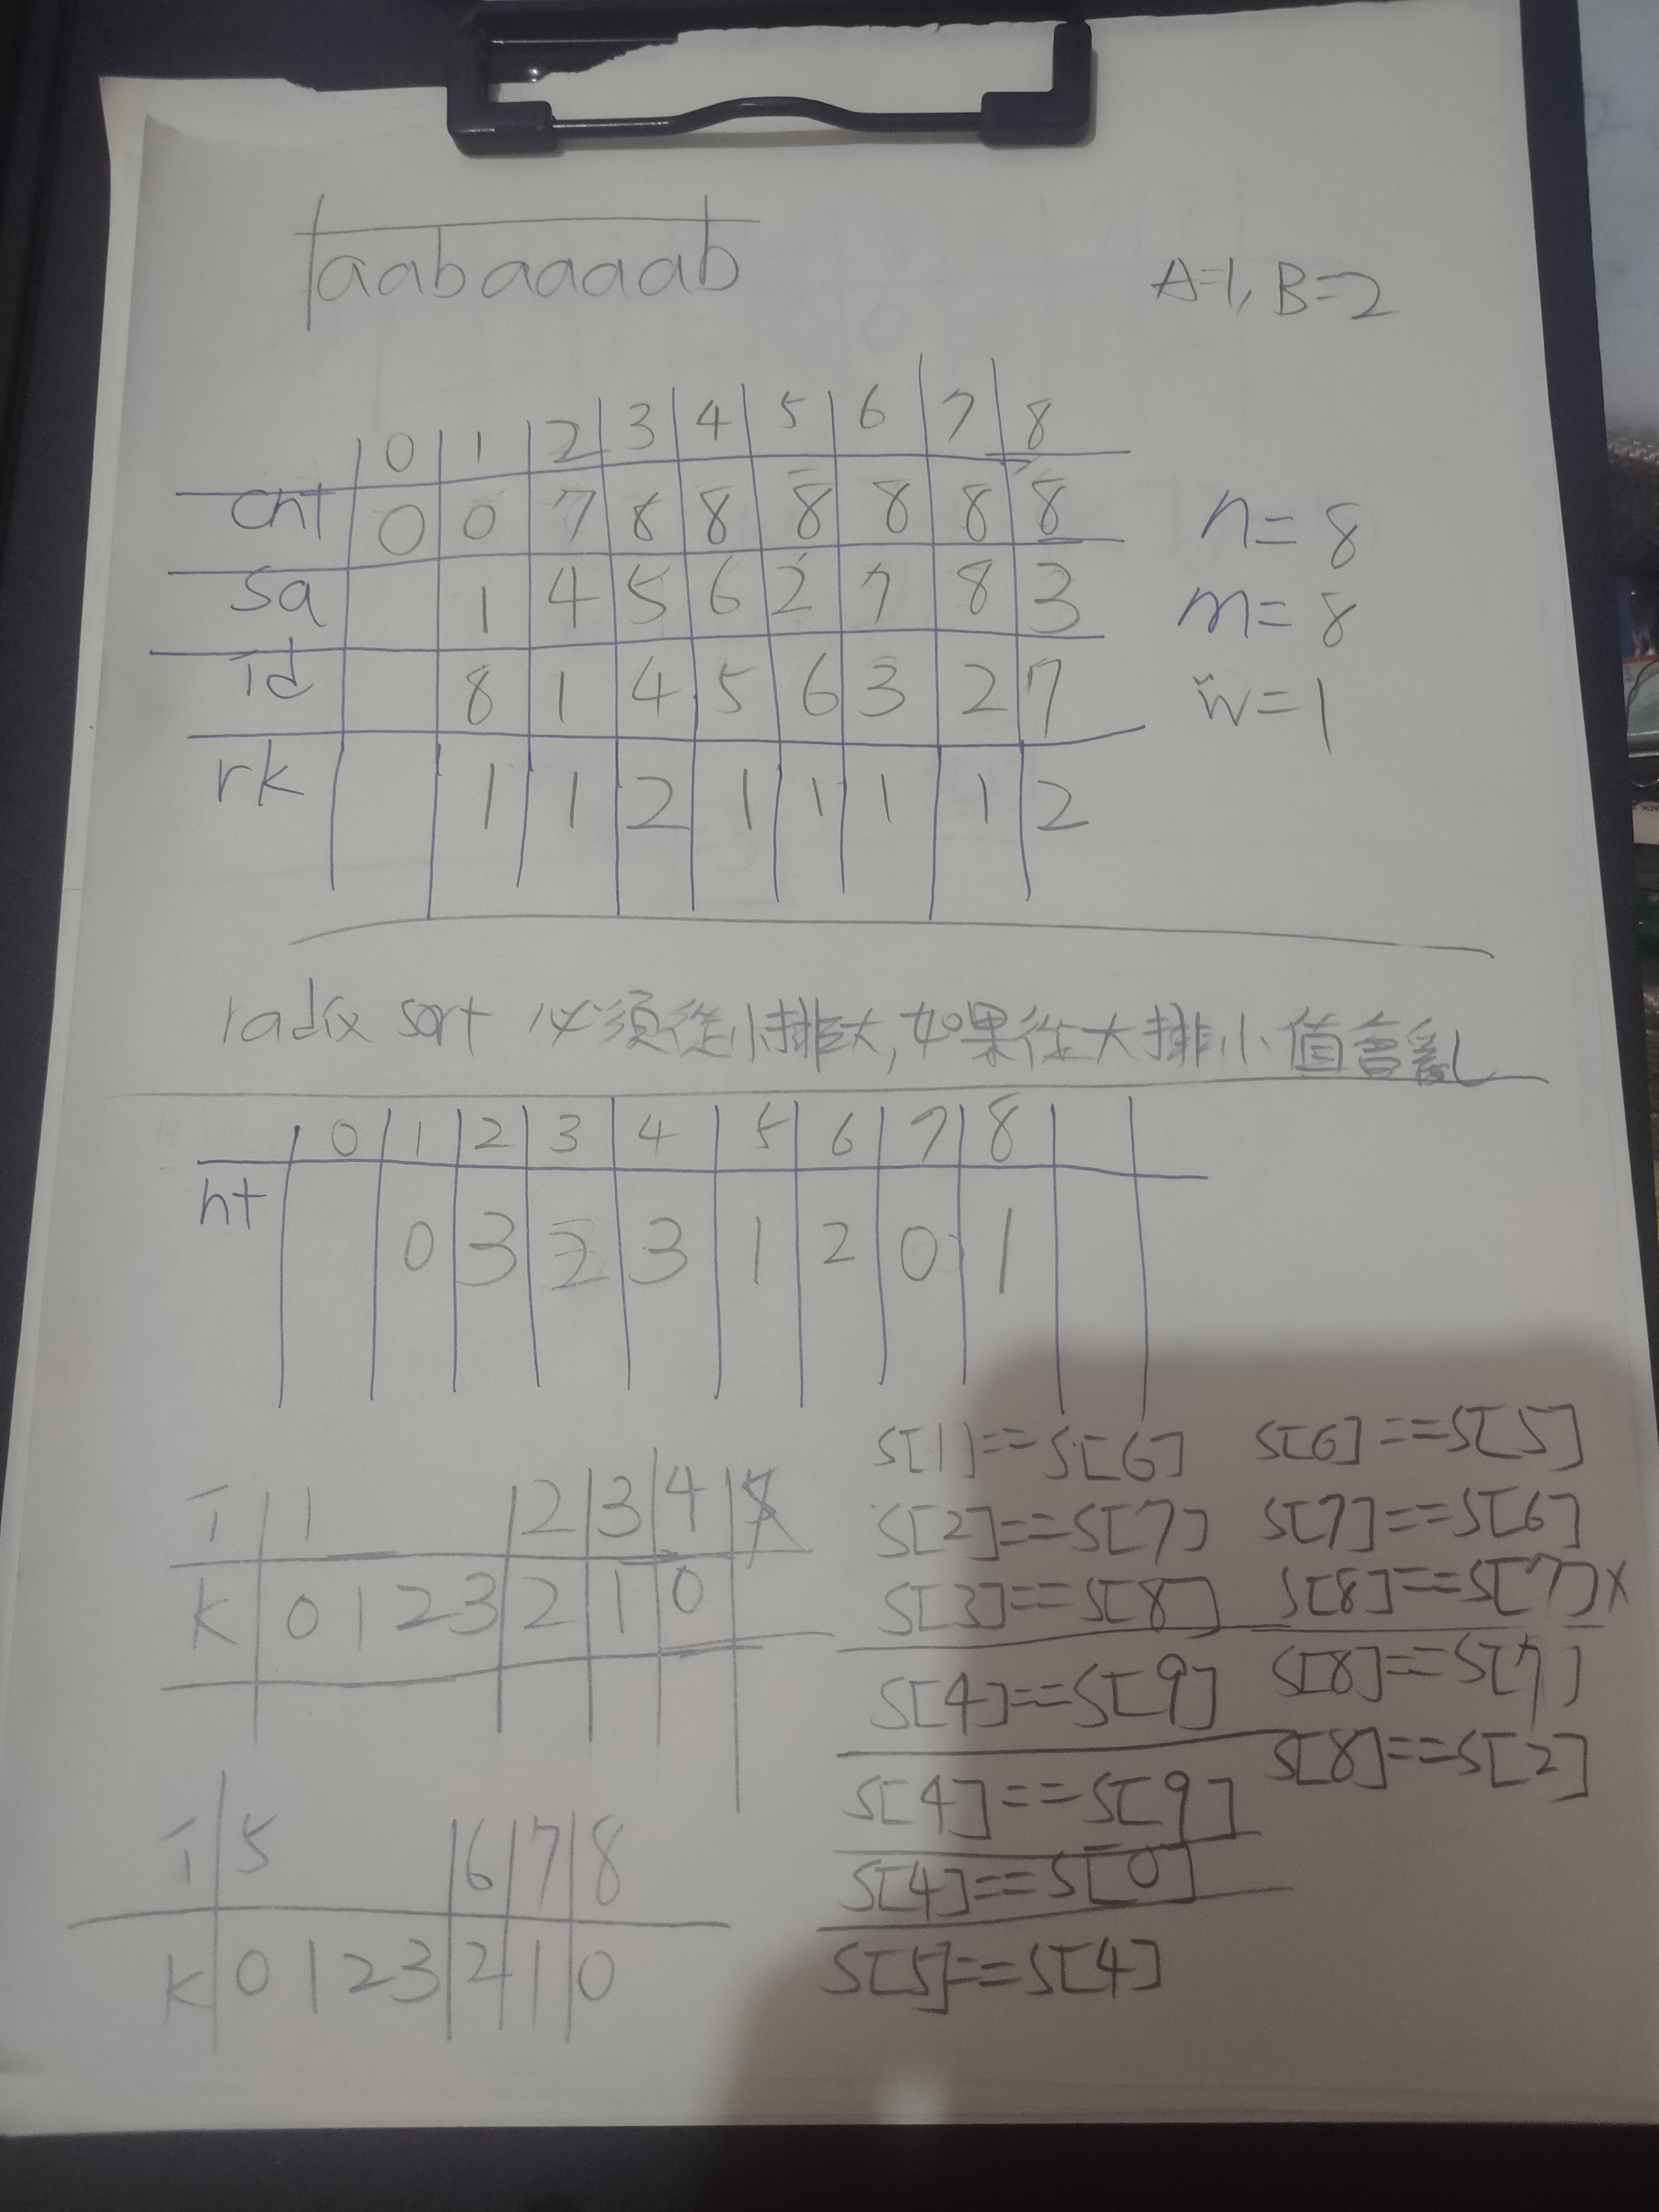 aabaaaab
A=1, B=2
0 1 2 3 4 5 6 7 8
cnt 0 0 7 8 8 8 8 8 8
sa 1 4 5 6 2 7 8 3
id 8 1 4 5 6 3 2 7
rk 1 1 2 1 1 1 1 2
n=8
m=8
w=1
radix sort 必須從小排大,如果從大排小值會亂
0 1 2 3 4 5 6 7 8
ht 0 3 2 3 1 2 0 1
i 1 2 3 4
k 0 1 2 3 2 1 0
i 5 6 7 8
k 0 1 2 3 2 1 0
S[1]==S[6]
S[2]==S[7]
S[3]==S[8]
S[4]==S[9]
S[4]==S[9]
S[4]==S[0]
S[5]==S[4]
S[6]==S[5]
S[7]==S[6]
S[8]==S[7]x
S[8]==S[7]
S[8]==S[2]